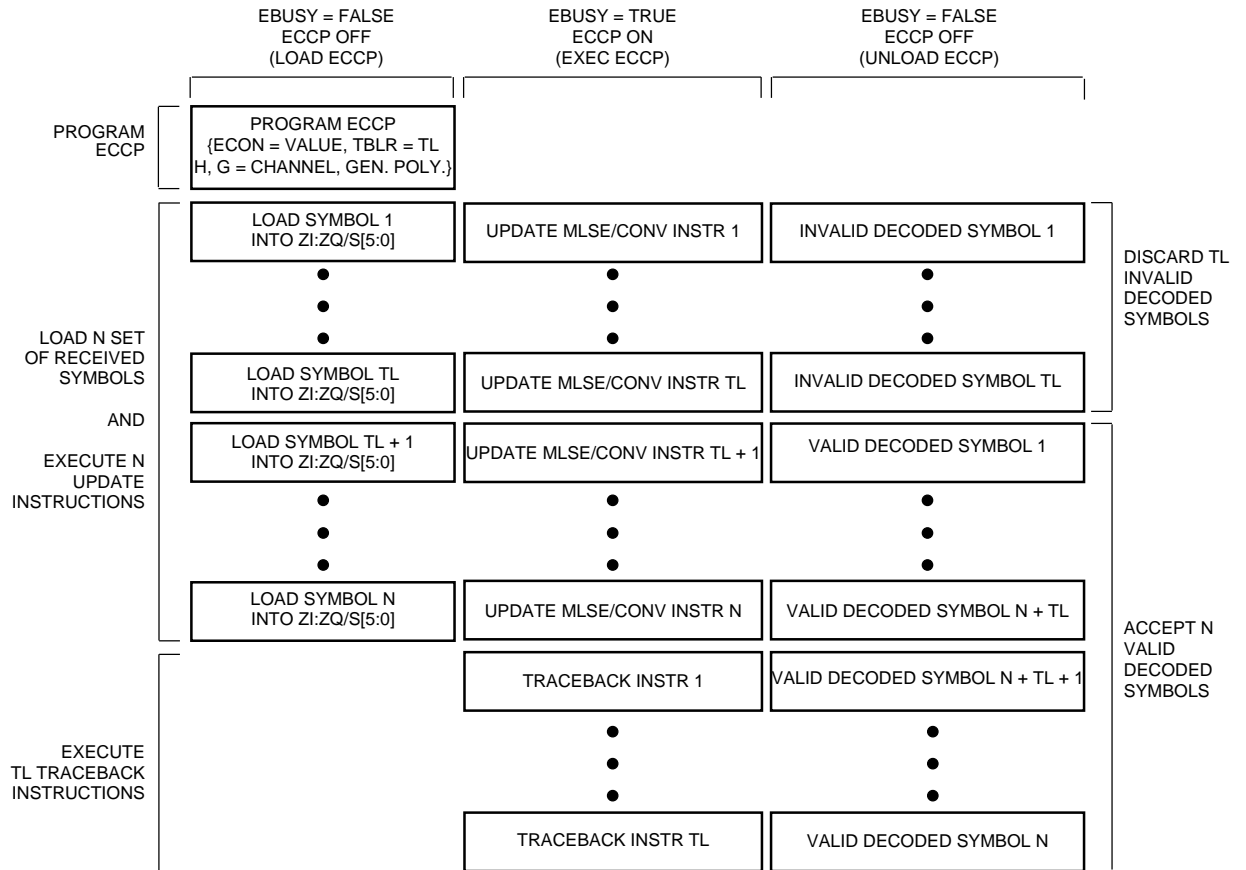 EBUSY = FALSE
ECCP OFF
(LOAD ECCP)
EBUSY = TRUE
ECCP ON
(EXEC ECCP)
EBUSY = FALSE
ECCP OFF
(UNLOAD ECCP)
PROGRAM
ECCP
PROGRAM ECCP
{ECON = VALUE, TBLR = TL
H, G = CHANNEL, GEN. POLY.}
LOAD N SET
OF RECEIVED
SYMBOLS
AND
EXECUTE N
UPDATE
INSTRUCTIONS
LOAD SYMBOL 1
INTO ZI:ZQ/S[5:0]
UPDATE MLSE/CONV INSTR 1
INVALID DECODED SYMBOL 1
DISCARD TL
INVALID
DECODED
SYMBOLS
LOAD SYMBOL TL
INTO ZI:ZQ/S[5:0]
UPDATE MLSE/CONV INSTR TL
INVALID DECODED SYMBOL TL
LOAD SYMBOL TL + 1
INTO ZI:ZQ/S[5:0]
UPDATE MLSE/CONV INSTR TL + 1
VALID DECODED SYMBOL 1
LOAD SYMBOL N
INTO ZI:ZQ/S[5:0]
UPDATE MLSE/CONV INSTR N
VALID DECODED SYMBOL N + TL
ACCEPT N
VALID
DECODED
SYMBOLS
EXECUTE
TL TRACEBACK
INSTRUCTIONS
TRACEBACK INSTR 1
VALID DECODED SYMBOL N + TL + 1
TRACEBACK INSTR TL
VALID DECODED SYMBOL N